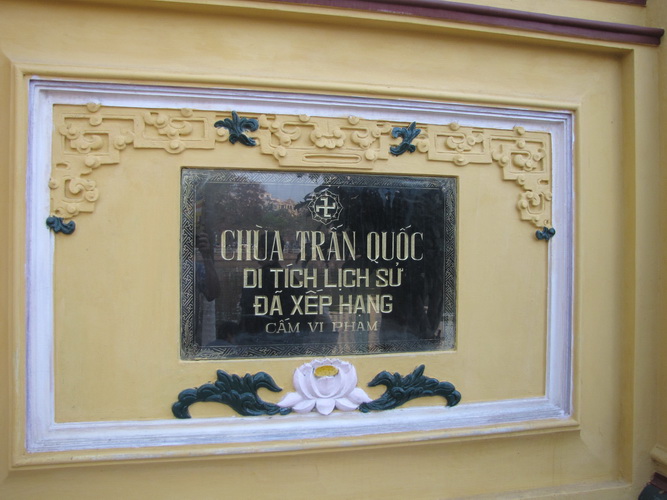 CHÙA TRẤN QUỐC
DI TÍCH LỊCH SỬ
ĐÃ XẾP HẠNG
CẤM VI PHẠM